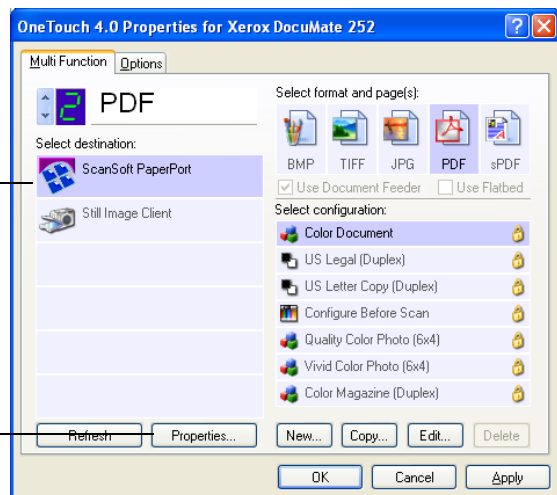 OneTouch 4.0 Properties for Xerox DocuMate 252
Multi Function Options
2 PDF
Select destination:
ScanSoft PaperPort
Still Image Client
Refresh Properties...
Select format and page(s):
BMP TIFF JPG PDF sPDF
Use Document Feeder Use Flatbed
Select configuration:
Color Document
US Legal (Duplex)
US Letter Copy (Duplex)
Configure Before Scan
Quality Color Photo (6x4)
Vivid Color Photo (6x4)
Color Magazine (Duplex)
New... Copy... Edit... Delete
OK Cancel Apply